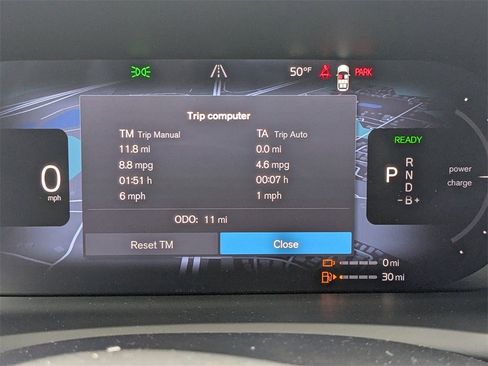 50°F PARK
Trip computer
TM Trip Manual TA Trip Auto
11.8 mi 0.0 mi
8.8 mpg 4.6 mpg
01:51 h 00:07 h
6 mph 1 mph
ODO: 11 mi
Reset TM Close
0
mph
READY
P R
N
D
-B+
power
charge
0 mi
30 mi